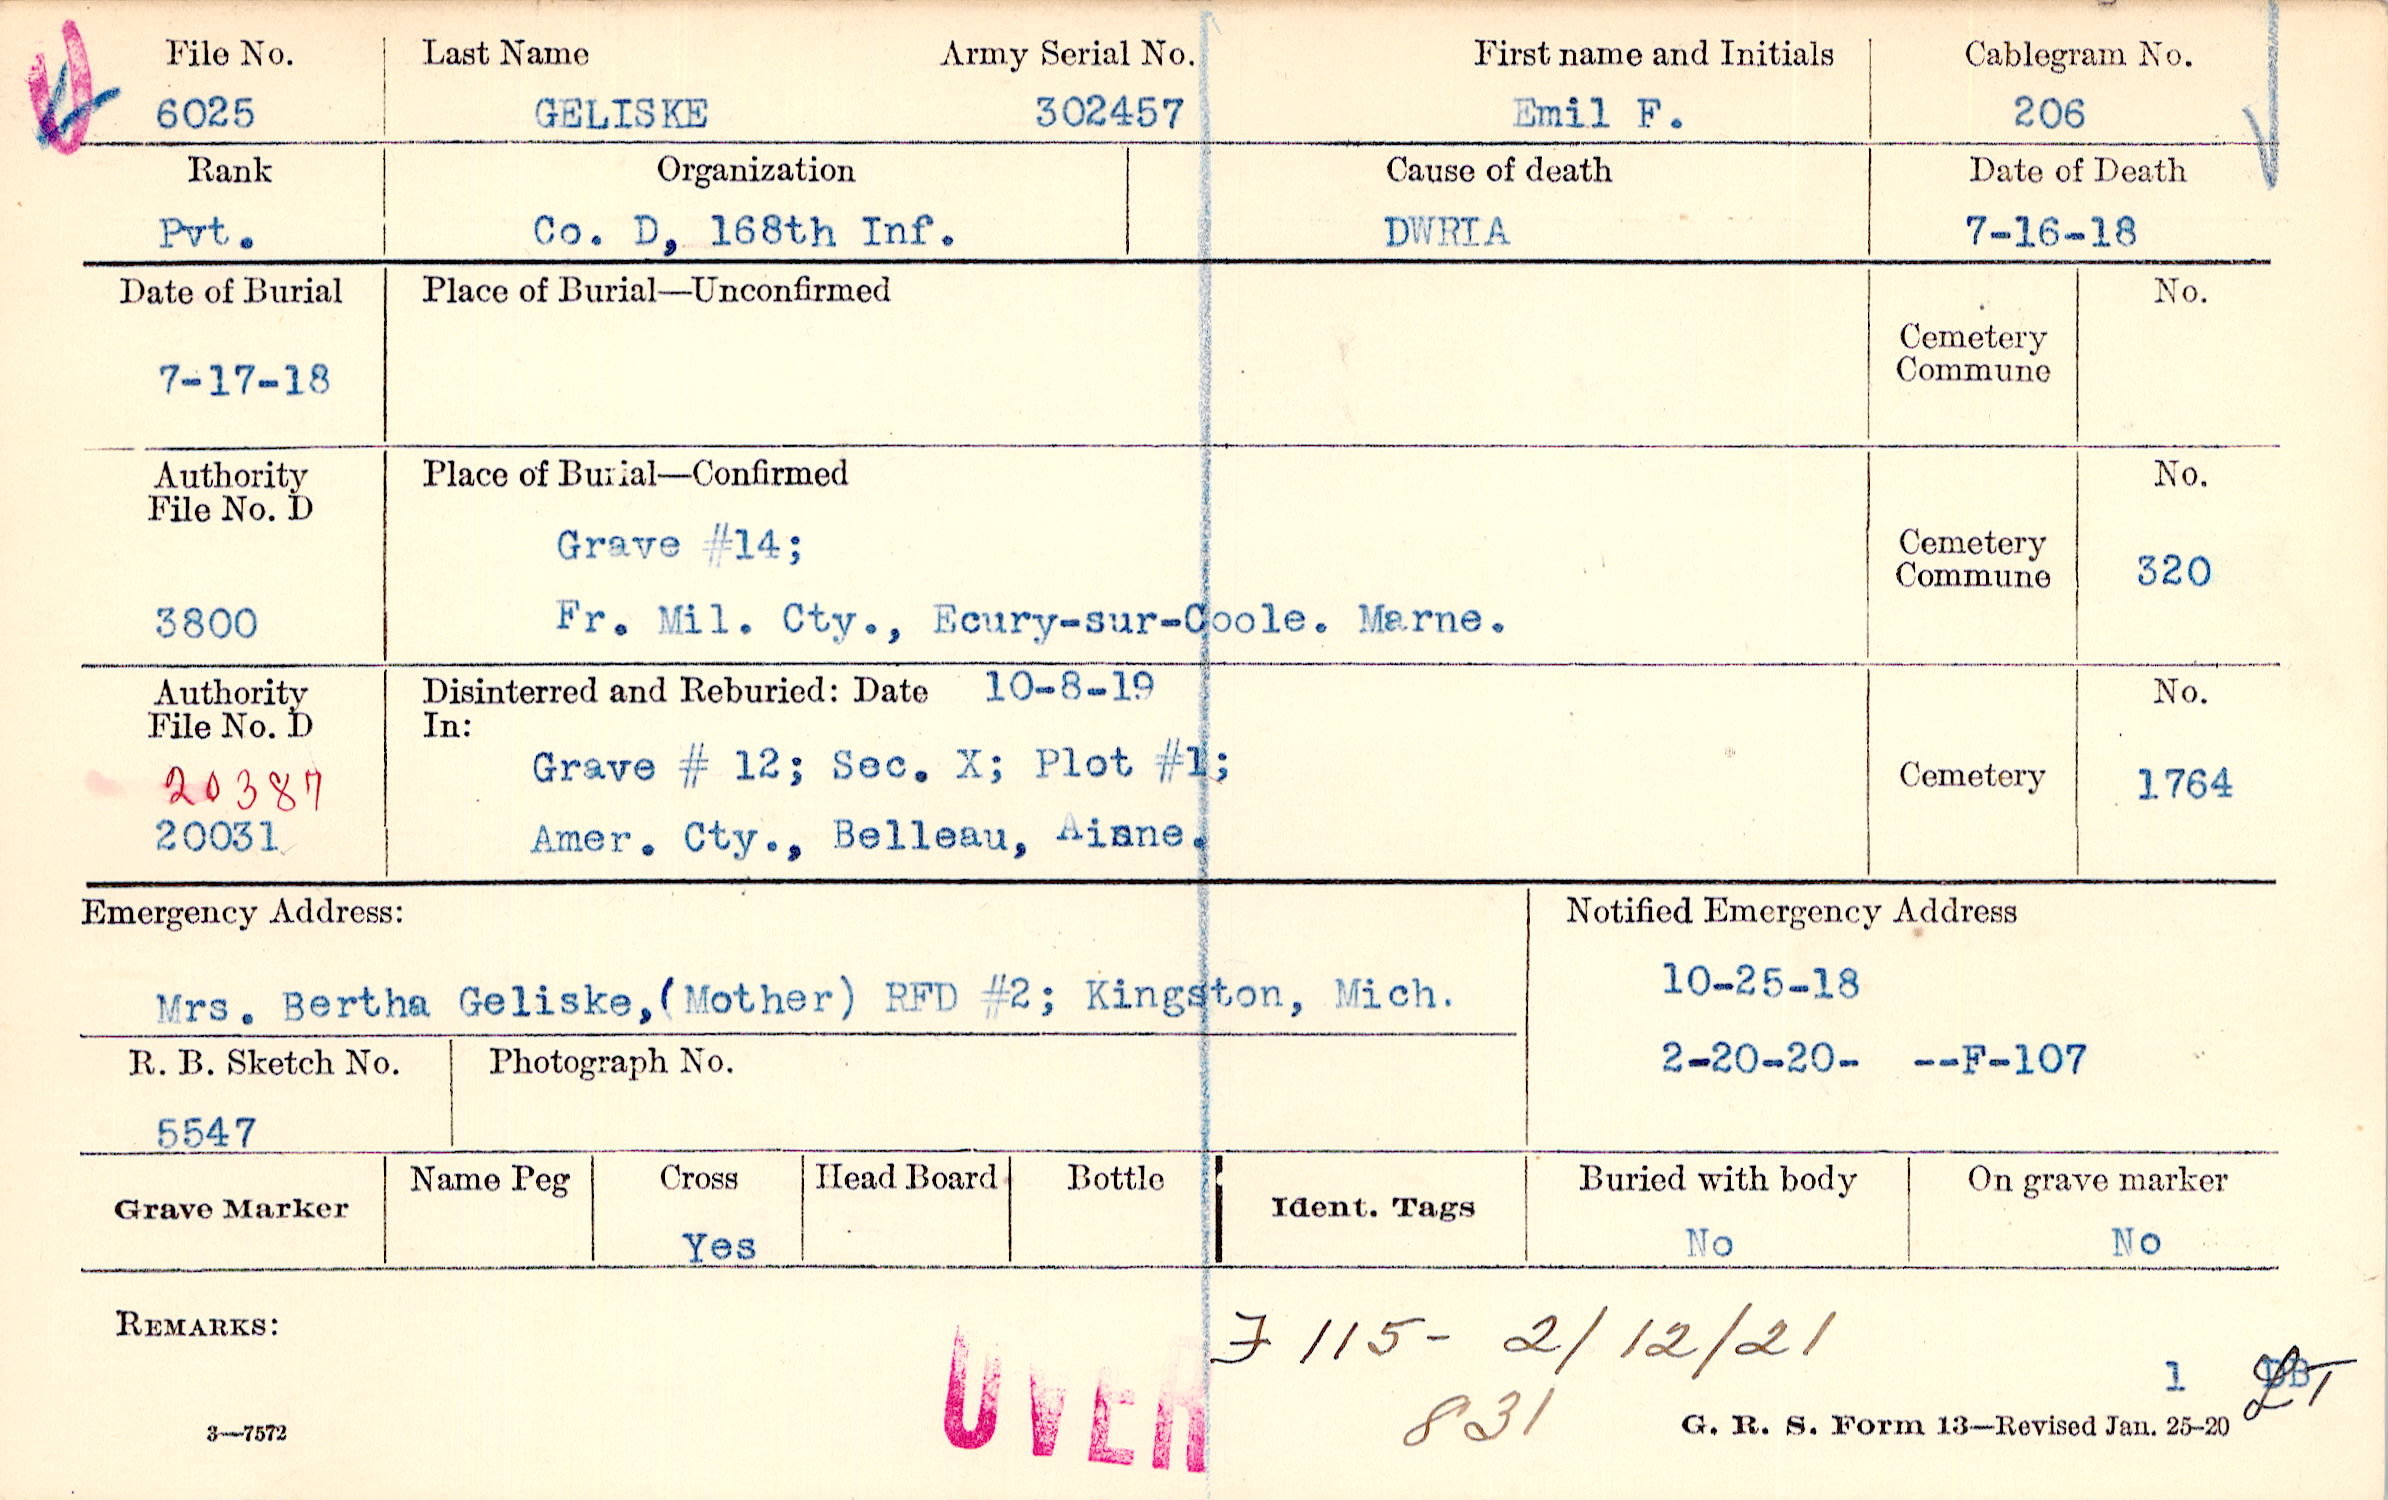 File No. Last Name Army Serial No. First name and Initials Cablegram No.
6025 GELISKE 302457 Emil F. 206
Rank Organization Cause of death Date of Death
Pvt. Co. D, 168th Inf. DWRIA 7-16-18
Date of Burial Place of Burial—Unconfirmed No.
Cemetery
Commune
7-17-18
Authority Place of Burial—Confirmed No.
File No. D
Grave #14;
Cemetery
Commune 320
3800 Fr. Mil. Cty., Ecury-sur-Coole. Marne.
Authority Disinterred and Reburied: Date 10-8-19 No.
File No. D In:
20387 Grave # 12; Sec. X; Plot #1; Cemetery 1764
20031 Amer. Cty., Belleau, Aisne.
Emergency Address: Notified Emergency Address
10-25-18
Mrs. Bertha Geliske,(Mother) RFD #2; Kingston, Mich.
R. B. Sketch No. Photograph No. 2-20-20- --F-107
5547
Grave Marker Name Peg Cross Head Board Bottle Ident. Tags Buried with body On grave marker
Yes No No
REMARKS: F 115- 2/12/21
OVER 1
831
3—7572 G. R. S. Form 13—Revised Jan. 25-20